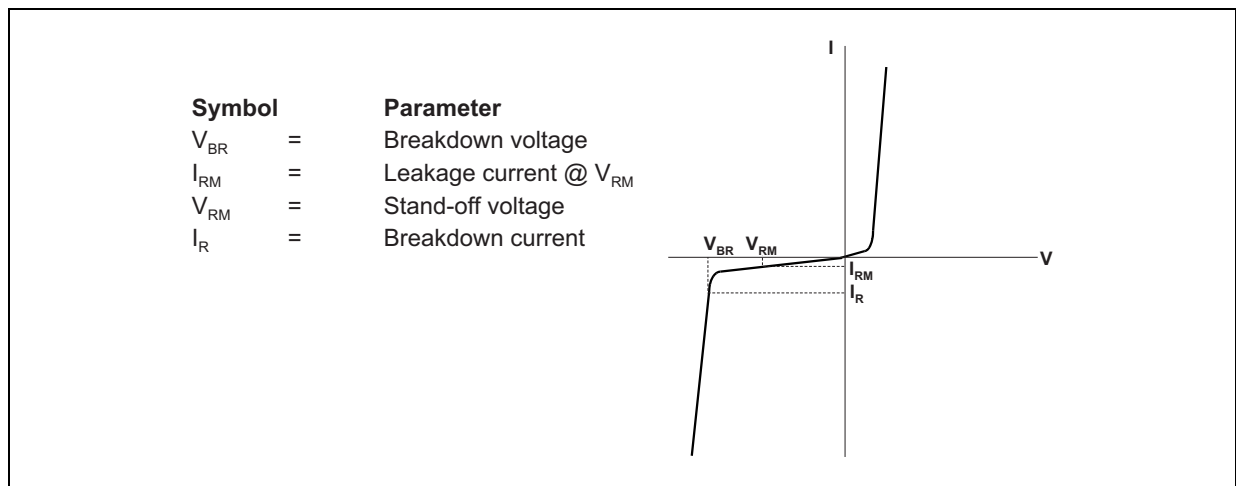 Symbol Parameter
V_BR = Breakdown voltage
I_RM = Leakage current @ V_RM
V_RM = Stand-off voltage
I_R = Breakdown current
I
V_BR V_RM
V
I_RM
I_R